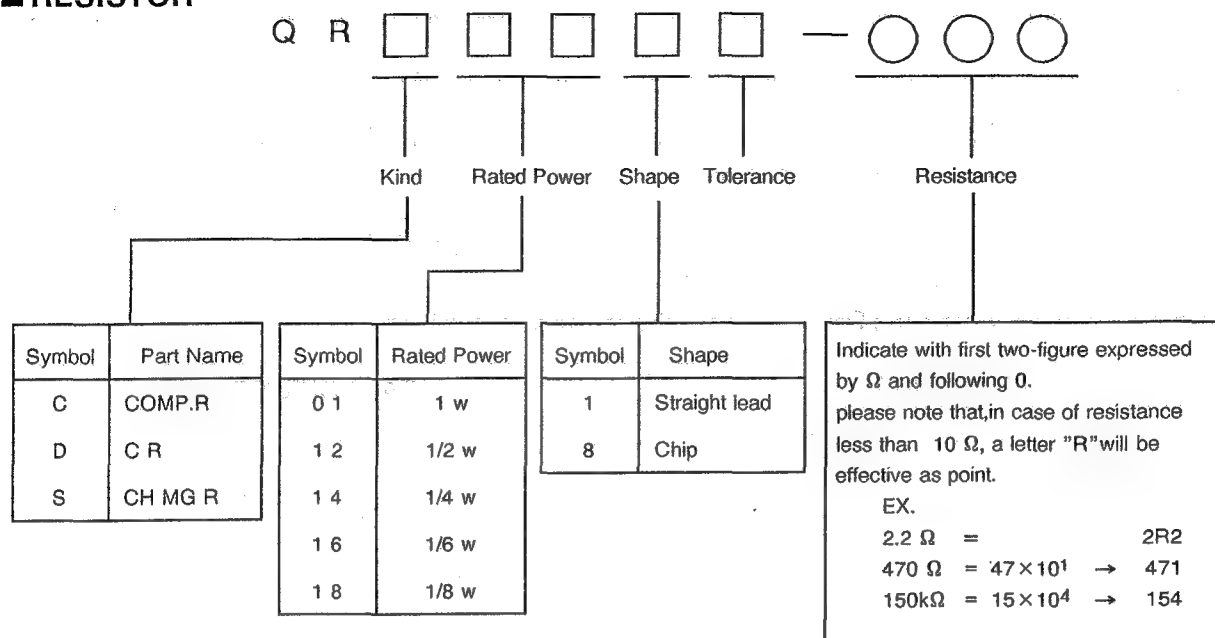 RESISTOR
Q R □ □ □ □ □ — ○ ○ ○
Kind Rated Power Shape Tolerance Resistance
Symbol Part Name
C COMP.R
D C R
S CH MG R
Symbol Rated Power
0 1 1 w
1 2 1/2 w
1 4 1/4 w
1 6 1/6 w
1 8 1/8 w
Symbol Shape
1 Straight lead
8 Chip
Indicate with first two-figure expressed
by Ω and following 0.
please note that,in case of resistance
less than 10 Ω, a letter "R"will be
effective as point.
EX.
2.2 Ω = 2R2
470 Ω = 47×10¹ → 471
150kΩ = 15×10⁴ → 154